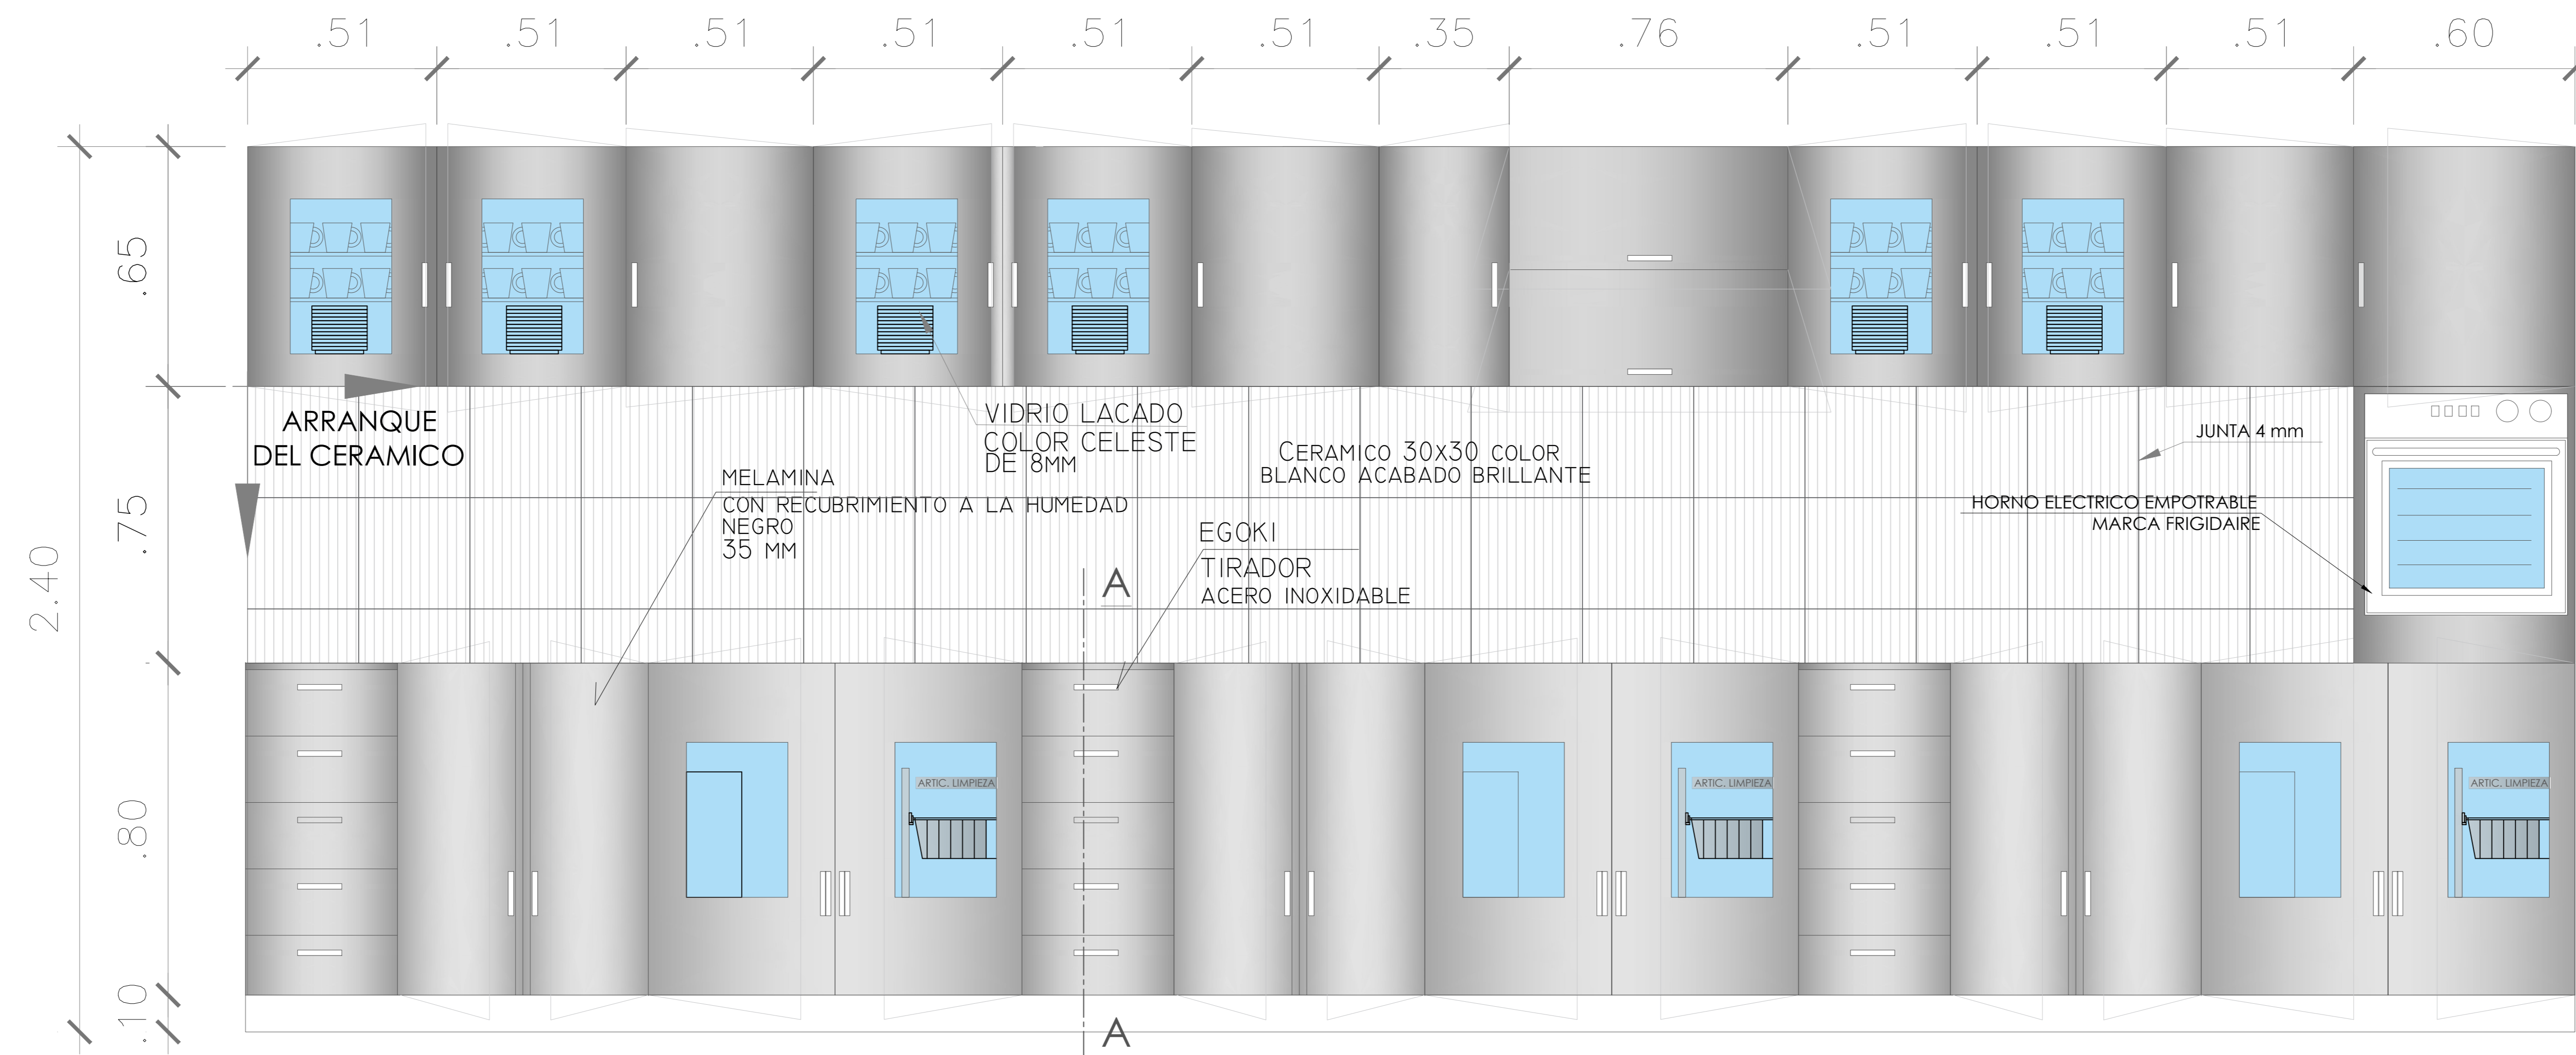 .51 .51 .51 .51 .51 .51 .35 .76 .51 .51 .51 .60
.65
.75
2.40
.80
.10
ARRANQUE
DEL CERAMICO
VIDRIO LACADO
COLOR CELESTE
DE 8MM
MELAMINA
CON RECUBRIMIENTO A LA HUMEDAD
NEGRO
35 MM
CERAMICO 30X30 COLOR
BLANCO ACABADO BRILLANTE
EGOKI
TIRADOR
ACERO INOXIDABLE
JUNTA 4 mm
HORNO ELECTRICO EMPOTRABLE
MARCA FRIGIDAIRE
A
ARTIC. LIMPIEZA
ARTIC. LIMPIEZA
ARTIC. LIMPIEZA
A